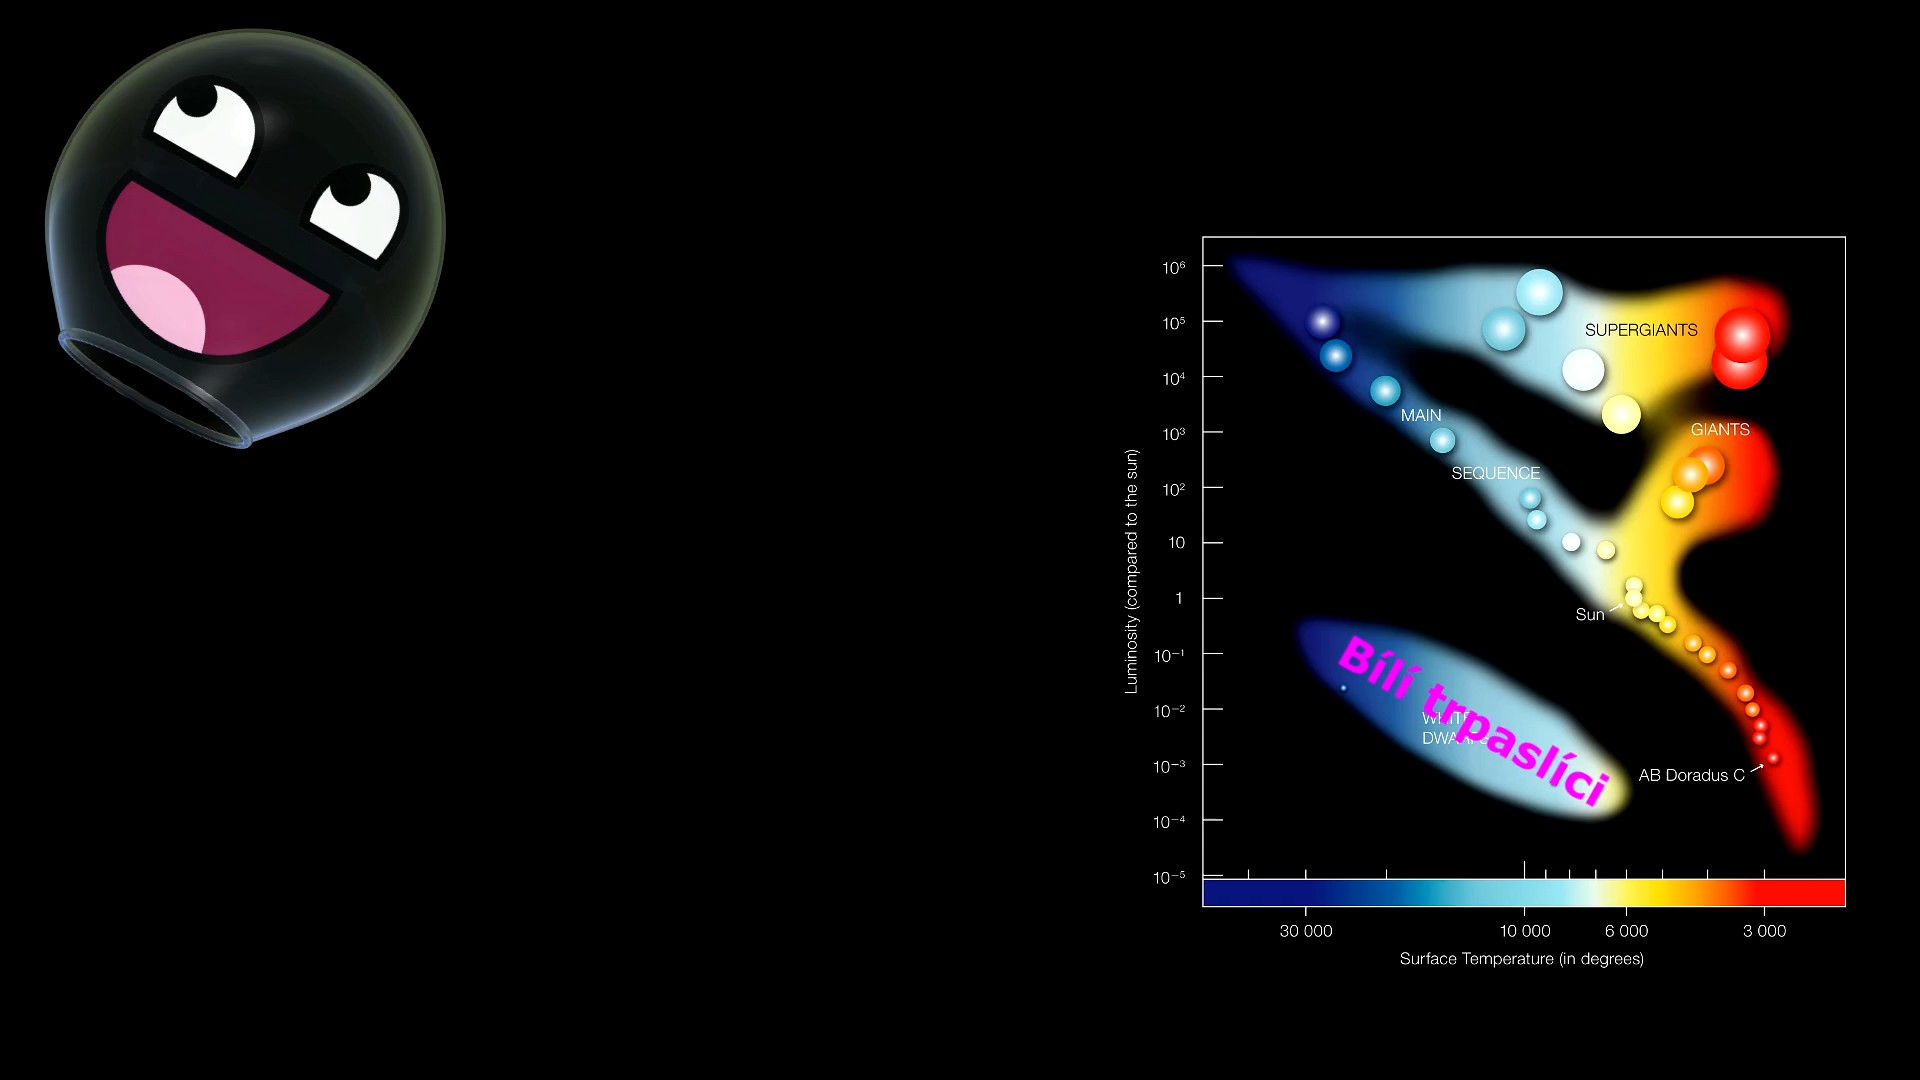 10⁶
10⁵
10⁴
10³
10²
10
1
10⁻¹
10⁻²
10⁻³
10⁻⁴
10⁻⁵
Luminosity (compared to the sun)
SUPERGIANTS
MAIN
GIANTS
SEQUENCE
Sun
Bílí trpaslíci
WHITE
DWARFS
AB Doradus C
30 000 10 000 6 000 3 000
Surface Temperature (in degrees)